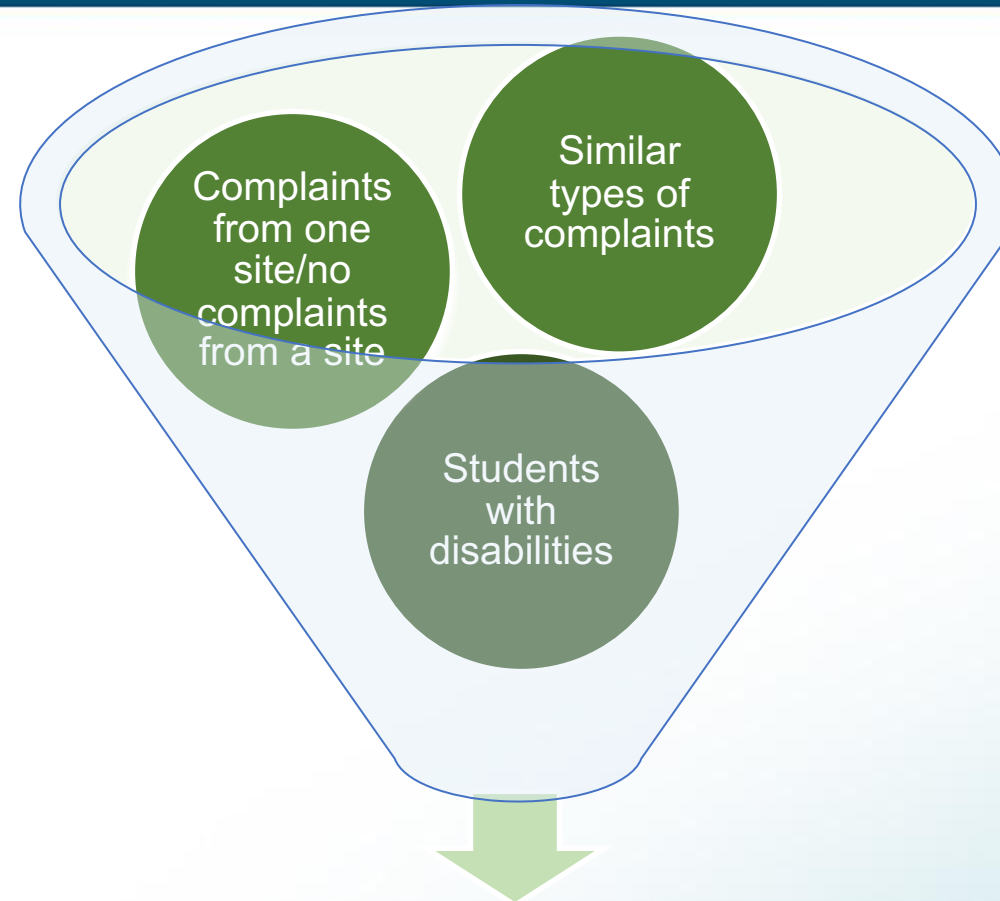 Complaints
from one
site/no
complaints
from a site
Similar
types of
complaints
Students
with
disabilities